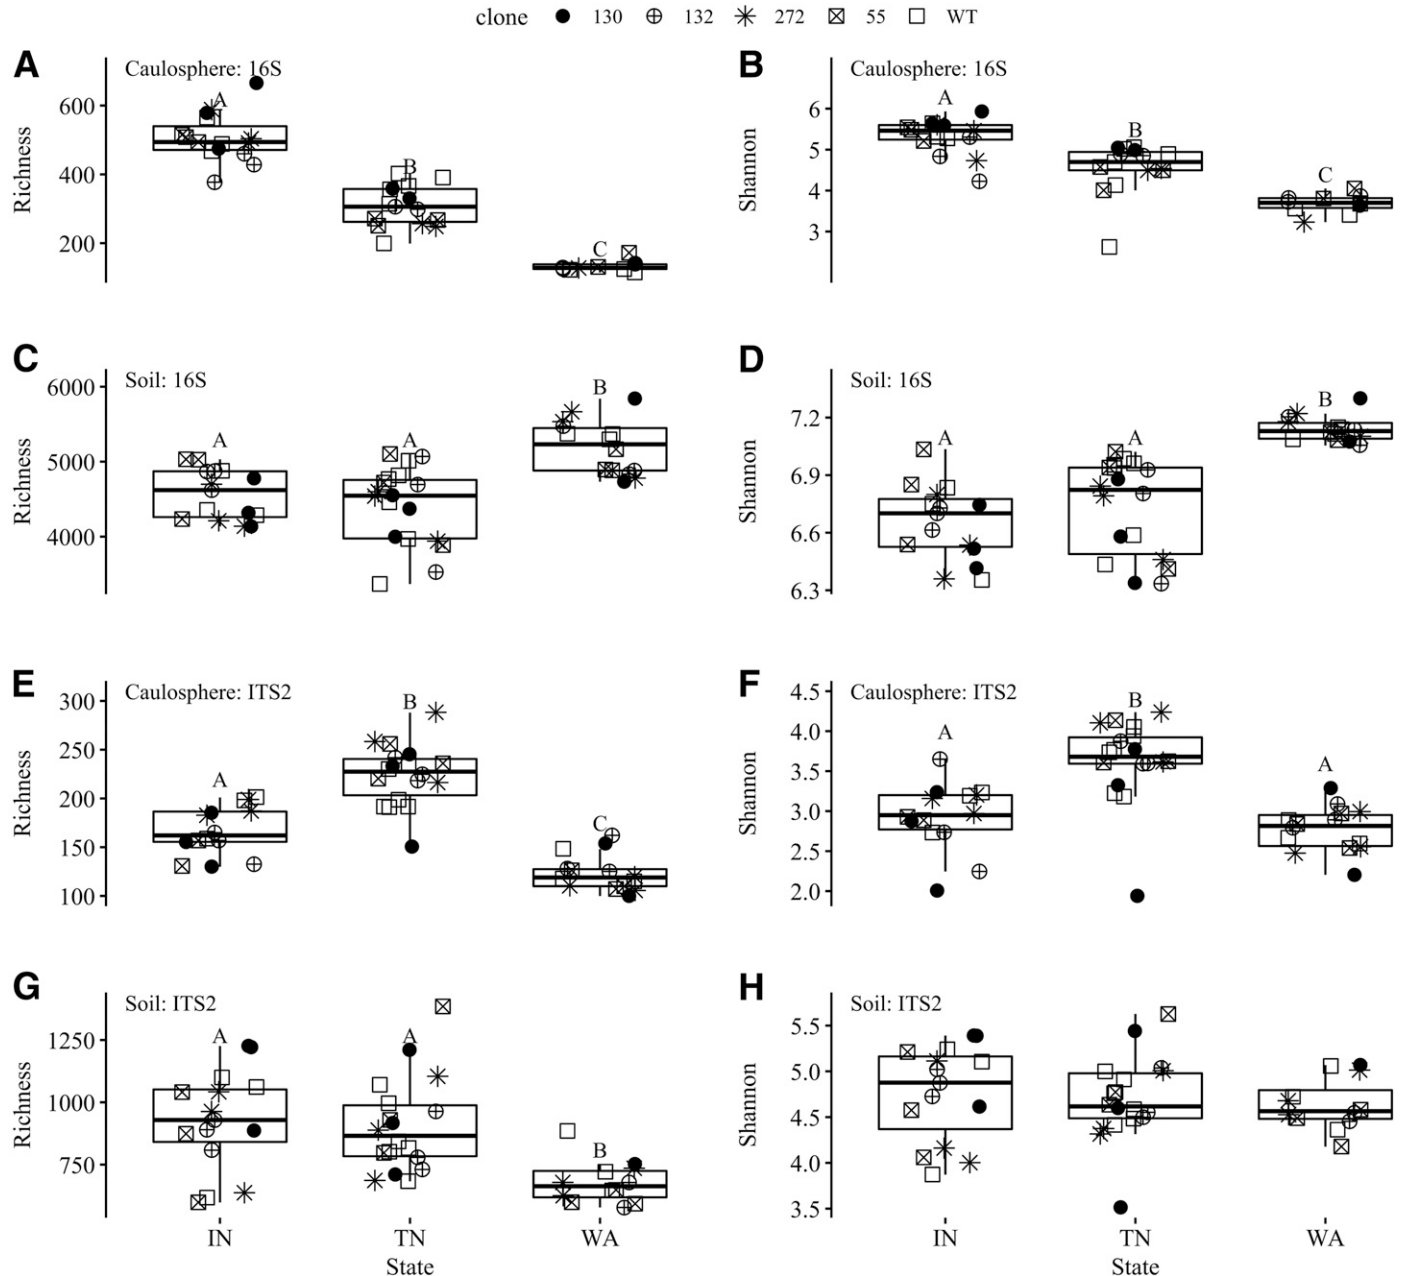 clone 130 132 272 55 WT
A
Caulosphere: 16S
Richness
600
400
200
A
B
C
B
Caulosphere: 16S
Shannon
6
5
4
3
A
B
C
C
Soil: 16S
Richness
6000
5000
4000
A
A
B
D
Soil: 16S
Shannon
7.2
6.9
6.6
6.3
A
A
B
E
Caulosphere: ITS2
Richness
300
250
200
150
100
A
B
C
F
Caulosphere: ITS2
Shannon
4.5
4.0
3.5
3.0
2.5
2.0
A
B
A
G
Soil: ITS2
Richness
1250
1000
750
A
A
B
IN TN WA
State
H
Soil: ITS2
Shannon
5.5
5.0
4.5
4.0
3.5
IN TN WA
State